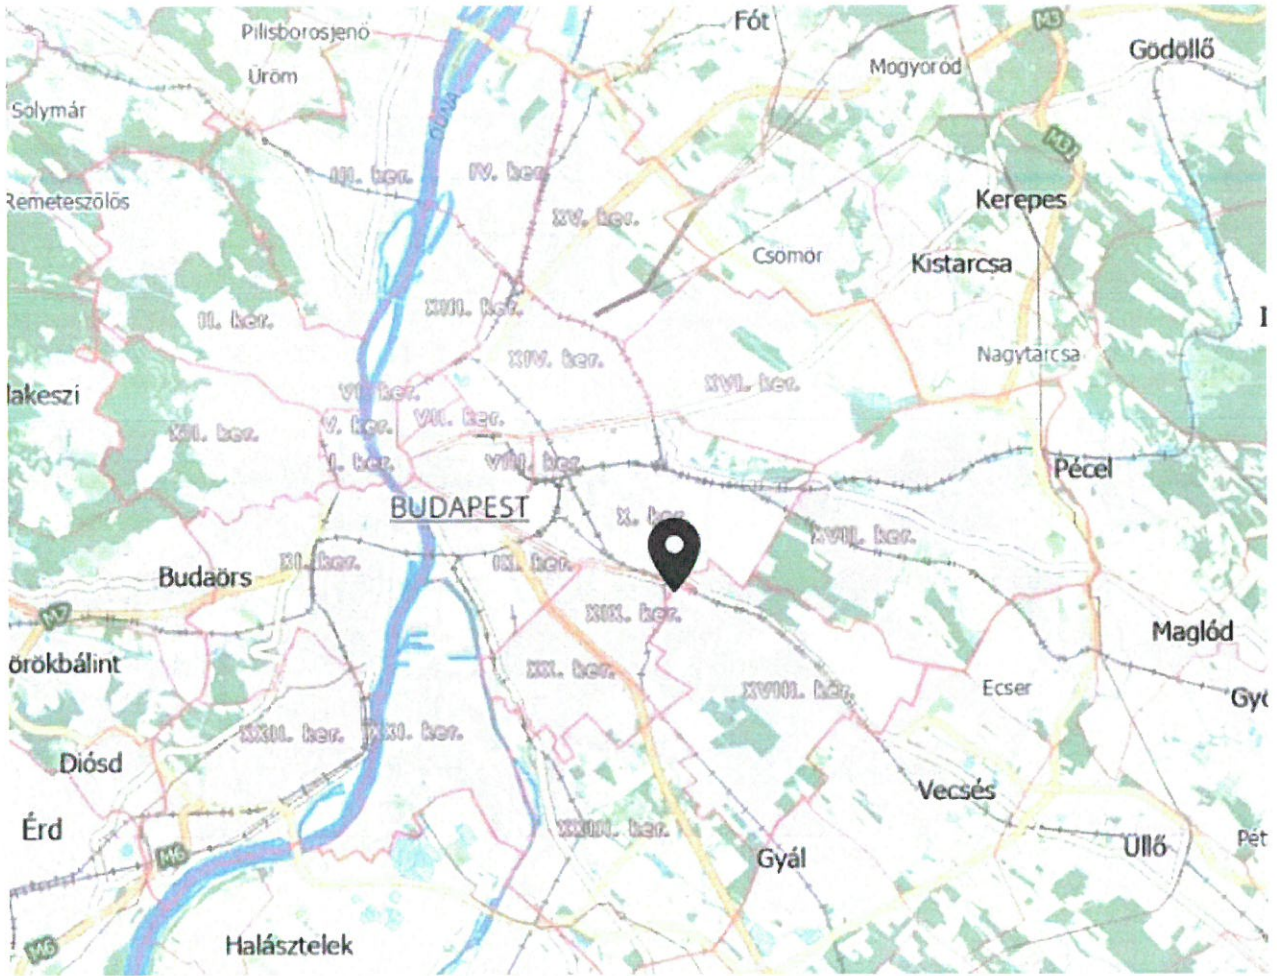 Fót
M3
Gödöllő
Pilisborosjenő
Mogyoród
Üröm
Solymár
DUNA
M31
III. ker.
IV. ker.
Remeteszőlős
Kerepes
XV. ker.
Csömör
Kistarcsa
XIII. ker.
II. ker.
XIV. ker.
Nagytarcsa
XVI. ker.
VI. ker.
lakeszi
VII. ker.
V. ker.
XII. ker.
I. ker.
VIII. ker.
Pécel
BUDAPEST
X. ker.
XVII. ker.
XI. ker.
IX. ker.
Budaörs
M7
XIX. ker.
Maglód
örökbálint
XX. ker.
Ecser
XVIII. ker.
Gyö
XXII. ker.
XXI. ker.
Diósd
Vecsés
Érd
XXIII. ker.
Üllő
Pét
M6
Gyál
Halásztelek
M6